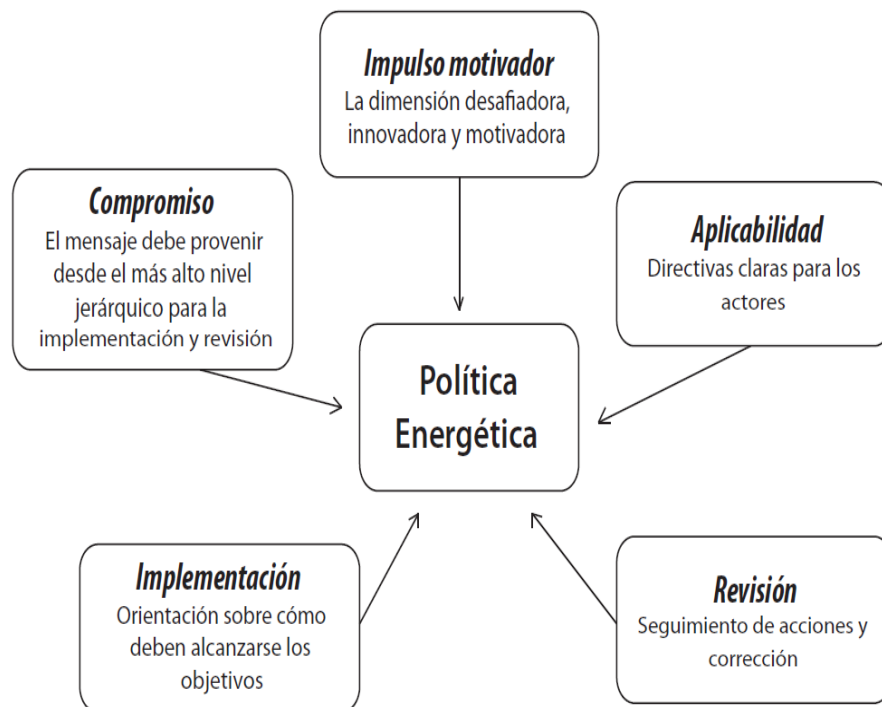 Impulso motivador
La dimensión desafiadora,
innovadora y motivadora
Compromiso
El mensaje debe provenir
desde el más alto nivel
jerárquico para la
implementación y revisión
Aplicabilidad
Directivas claras para los
actores
Política
Energética
Implementación
Orientación sobre cómo
deben alcanzarse los
objetivos
Revisión
Seguimiento de acciones y
corrección